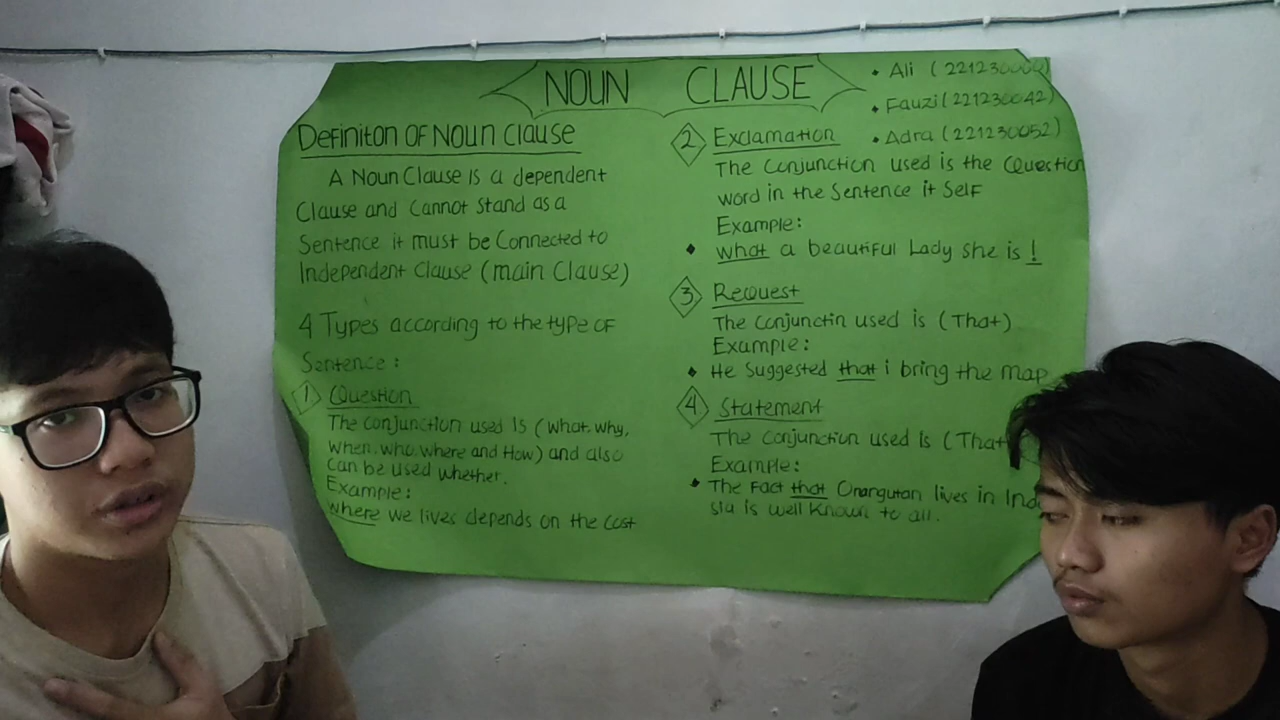 NOUN CLAUSE
Definiton OF NOUN Clause
A Noun Clause is a dependent
Clause and Cannot Stand as a
Sentence it must be Connected to
Independent Clause (main Clause)
4 Types according to the type OF
Sentence :
1 Question
The conjunction used is (what, why,
when, who, where and How) and also
Can be used whether.
Example :
where we lives depends on the cost
• Ali
• Fauzi (221230042)
• Adra (221230052)
2 Exclamation
The Conjunction used is the Question
word in the Sentence it Self
Example :
• what a beautiful Lady she is !
3 Request
The Conjunctin used is (That)
Example :
• He Suggested that i bring the map
4 Statement
The Conjunction used is (That
Example :
• The Fact that Orangutan lives in Ind
sia is well Known to all.